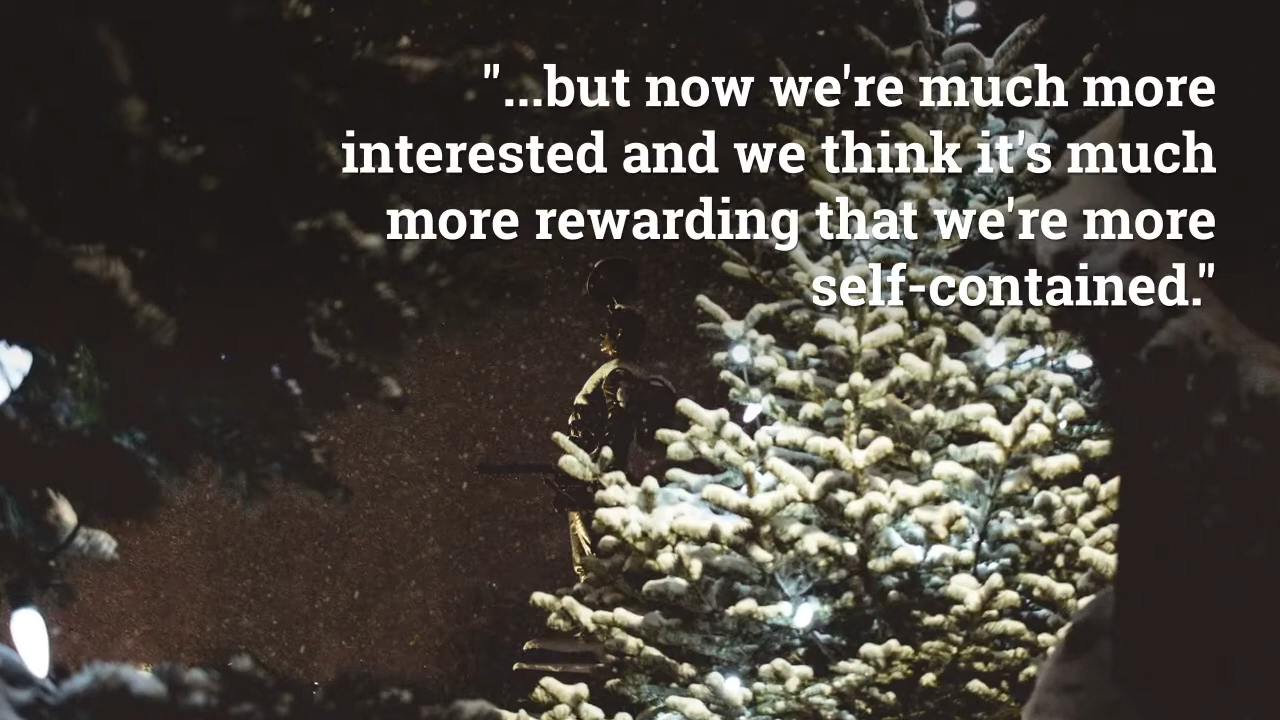 "...but now we're much more
interested and we think it's much
more rewarding that we're more
self-contained."